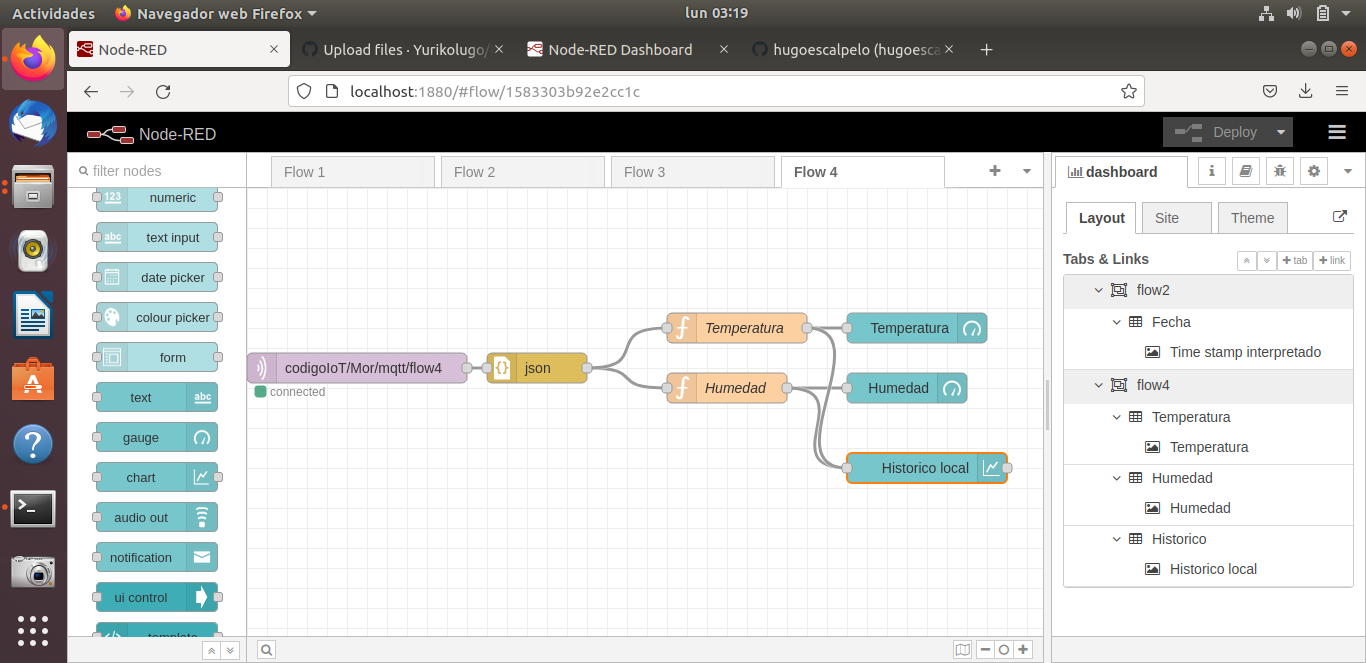 Actividades Navegador web Firefox lun 03:19
Node-RED Upload files · Yurikolugo/ Node-RED Dashboard hugoescalpelo (hugoesca
localhost:1880/#flow/1583303b92e2cc1c
Node-RED Deploy
filter nodes
Flow 1 Flow 2 Flow 3 Flow 4
dashboard
numeric
text input
date picker
colour picker
form
text
gauge
chart
audio out
notification
ui control
template
123
abc
abc
codigoIoT/Mor/mqtt/flow4
connected
json
Temperatura
Humedad
Temperatura
Humedad
Historico local
Layout Site Theme
Tabs & Links
tab link
flow2
Fecha
Time stamp interpretado
flow4
Temperatura
Temperatura
Humedad
Humedad
Historico
Historico local